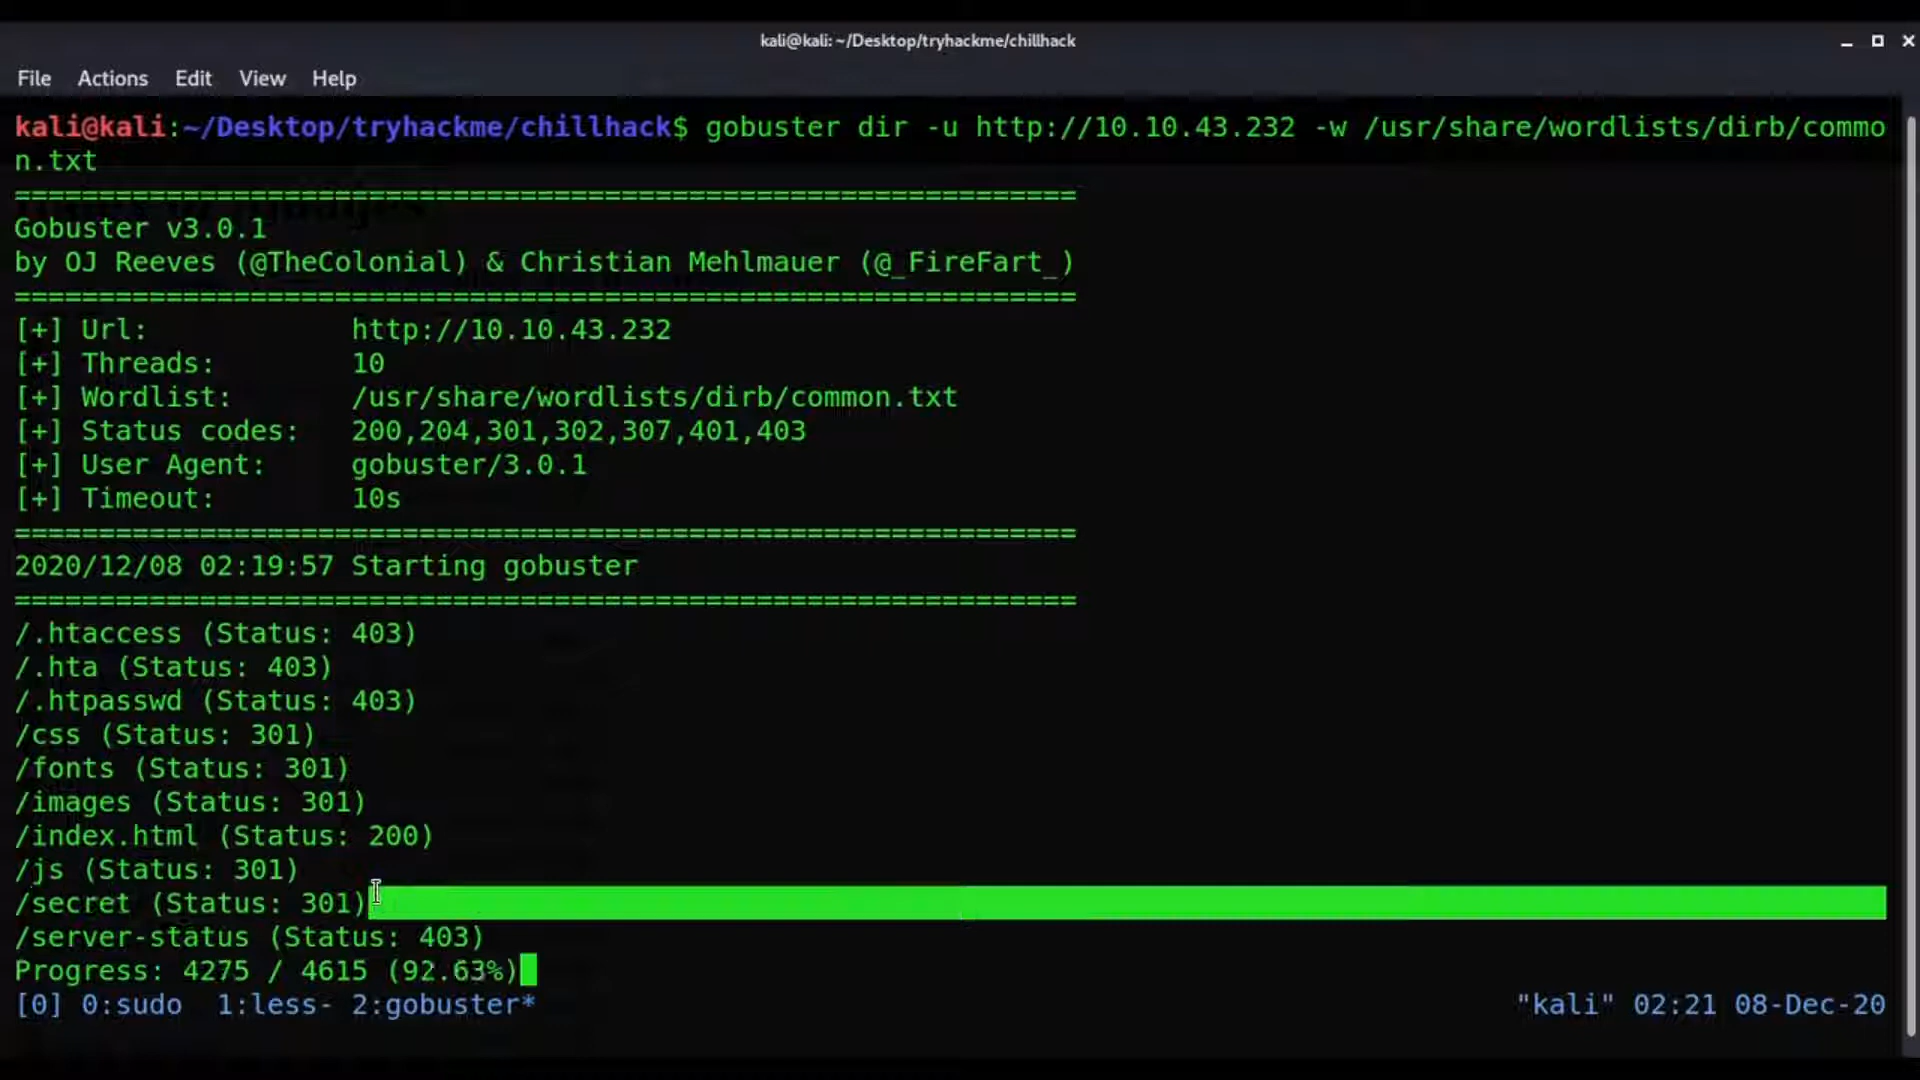 kali@kali: ~/Desktop/tryhackme/chillhack
File Actions Edit View Help
kali@kali:~/Desktop/tryhackme/chillhack$ gobuster dir -u http://10.10.43.232 -w /usr/share/wordlists/dirb/commo
n.txt
===============================================================
Gobuster v3.0.1
by OJ Reeves (@TheColonial) & Christian Mehlmauer (@_FireFart_)
===============================================================
[+] Url: http://10.10.43.232
[+] Threads: 10
[+] Wordlist: /usr/share/wordlists/dirb/common.txt
[+] Status codes: 200,204,301,302,307,401,403
[+] User Agent: gobuster/3.0.1
[+] Timeout: 10s
===============================================================
2020/12/08 02:19:57 Starting gobuster
===============================================================
/.htaccess (Status: 403)
/.hta (Status: 403)
/.htpasswd (Status: 403)
/css (Status: 301)
/fonts (Status: 301)
/images (Status: 301)
/index.html (Status: 200)
/js (Status: 301)
/secret (Status: 301)
/server-status (Status: 403)
Progress: 4275 / 4615 (92.63%)
[0] 0:sudo 1:less- 2:gobuster* "kali" 02:21 08-Dec-20